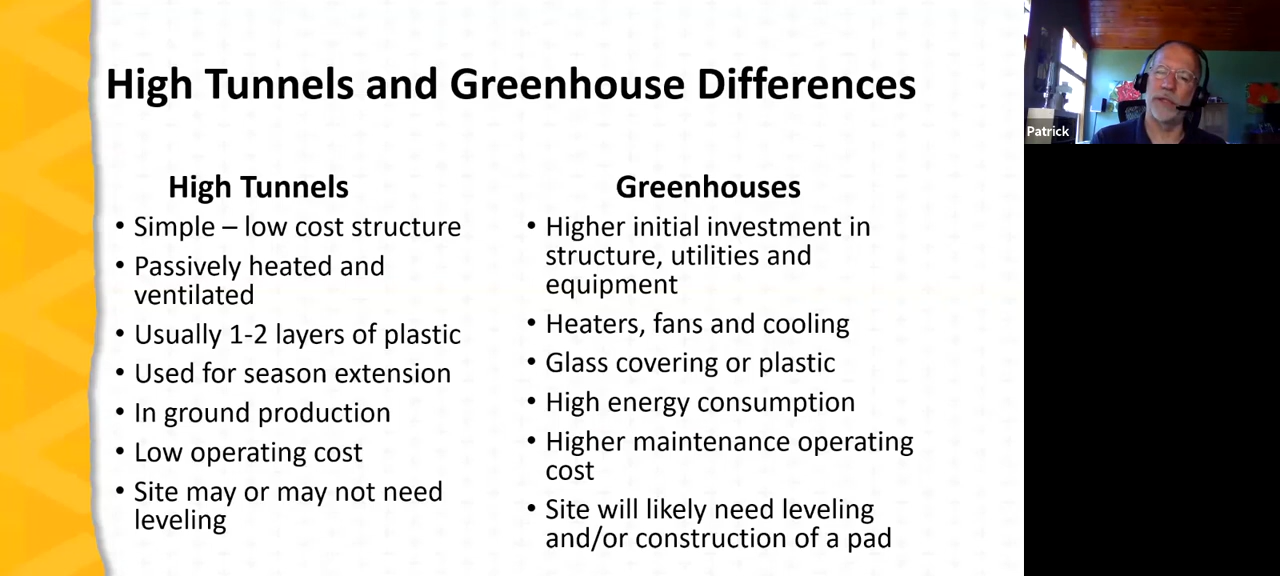 High Tunnels and Greenhouse Differences
High Tunnels
• Simple – low cost structure
• Passively heated and
ventilated
• Usually 1-2 layers of plastic
• Used for season extension
• In ground production
• Low operating cost
• Site may or may not need
leveling
Greenhouses
• Higher initial investment in
structure, utilities and
equipment
• Heaters, fans and cooling
• Glass covering or plastic
• High energy consumption
• Higher maintenance operating
cost
• Site will likely need leveling
and/or construction of a pad
Patrick